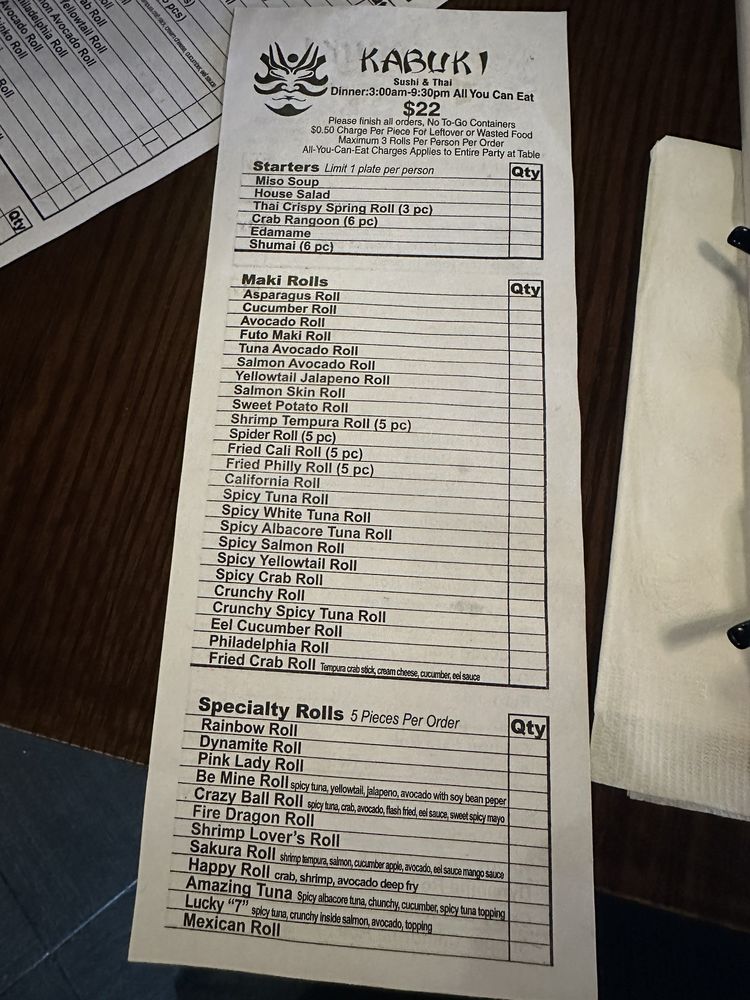 pcs)
Roll
Avocado Roll
Yellowtail Roll
Philadelphia Roll
Avocado Roll
Roll
Roll
Qty
KABUKI
Sushi & Thai
Dinner:3:00am-9:30pm All You Can Eat
$22
Please finish all orders, No To-Go Containers
$0.50 Charge Per Piece For Leftover or Wasted Food
Maximum 3 Rolls Per Person Per Order
All-You-Can-Eat Charges Applies to Entire Party at Table
Starters Limit 1 plate per person Qty
Miso Soup
House Salad
Thai Crispy Spring Roll (3 pc)
Crab Rangoon (6 pc)
Edamame
Shumai (6 pc)
Maki Rolls Qty
Asparagus Roll
Cucumber Roll
Avocado Roll
Futo Maki Roll
Tuna Avocado Roll
Salmon Avocado Roll
Yellowtail Jalapeno Roll
Salmon Skin Roll
Sweet Potato Roll
Shrimp Tempura Roll (5 pc)
Spider Roll (5 pc)
Fried Cali Roll (5 pc)
Fried Philly Roll (5 pc)
California Roll
Spicy Tuna Roll
Spicy White Tuna Roll
Spicy Albacore Tuna Roll
Spicy Salmon Roll
Spicy Yellowtail Roll
Spicy Crab Roll
Crunchy Roll
Crunchy Spicy Tuna Roll
Eel Cucumber Roll
Philadelphia Roll
Fried Crab Roll Tempura crab stick, cream cheese, cucumber, eel sauce
Specialty Rolls 5 Pieces Per Order Qty
Rainbow Roll
Dynamite Roll
Pink Lady Roll
Be Mine Roll spicy tuna, yellowtail, jalapeno, avocado with soy bean peper
Crazy Ball Roll spicy tuna, crab, avocado, flash fried, eel sauce, sweet spicy mayo
Fire Dragon Roll
Shrimp Lover's Roll
Sakura Roll shrimp tempura, salmon, cucumber apple, avocado, eel sauce mango sauce
Happy Roll crab, shrimp, avocado deep fry
Amazing Tuna Spicy albacore tuna, chunchy, cucumber, spicy tuna topping
Lucky "7" spicy tuna, crunchy inside salmon, avocado, topping
Mexican Roll